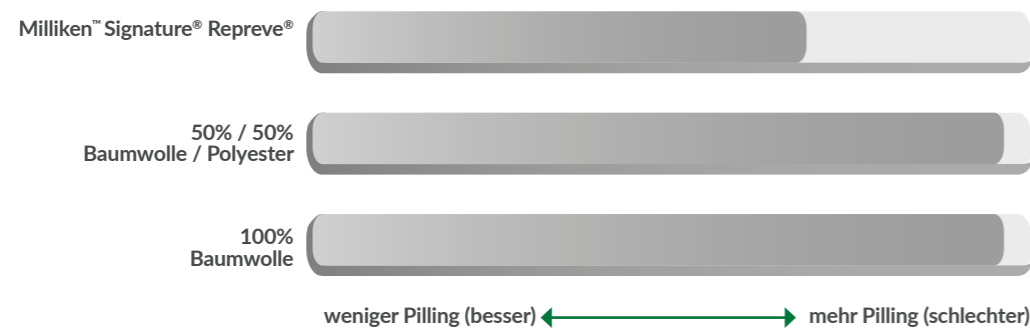 Milliken™ Signature® Repreve®
50% / 50%
Baumwolle / Polyester
100%
Baumwolle
weniger Pilling (besser) mehr Pilling (schlechter)